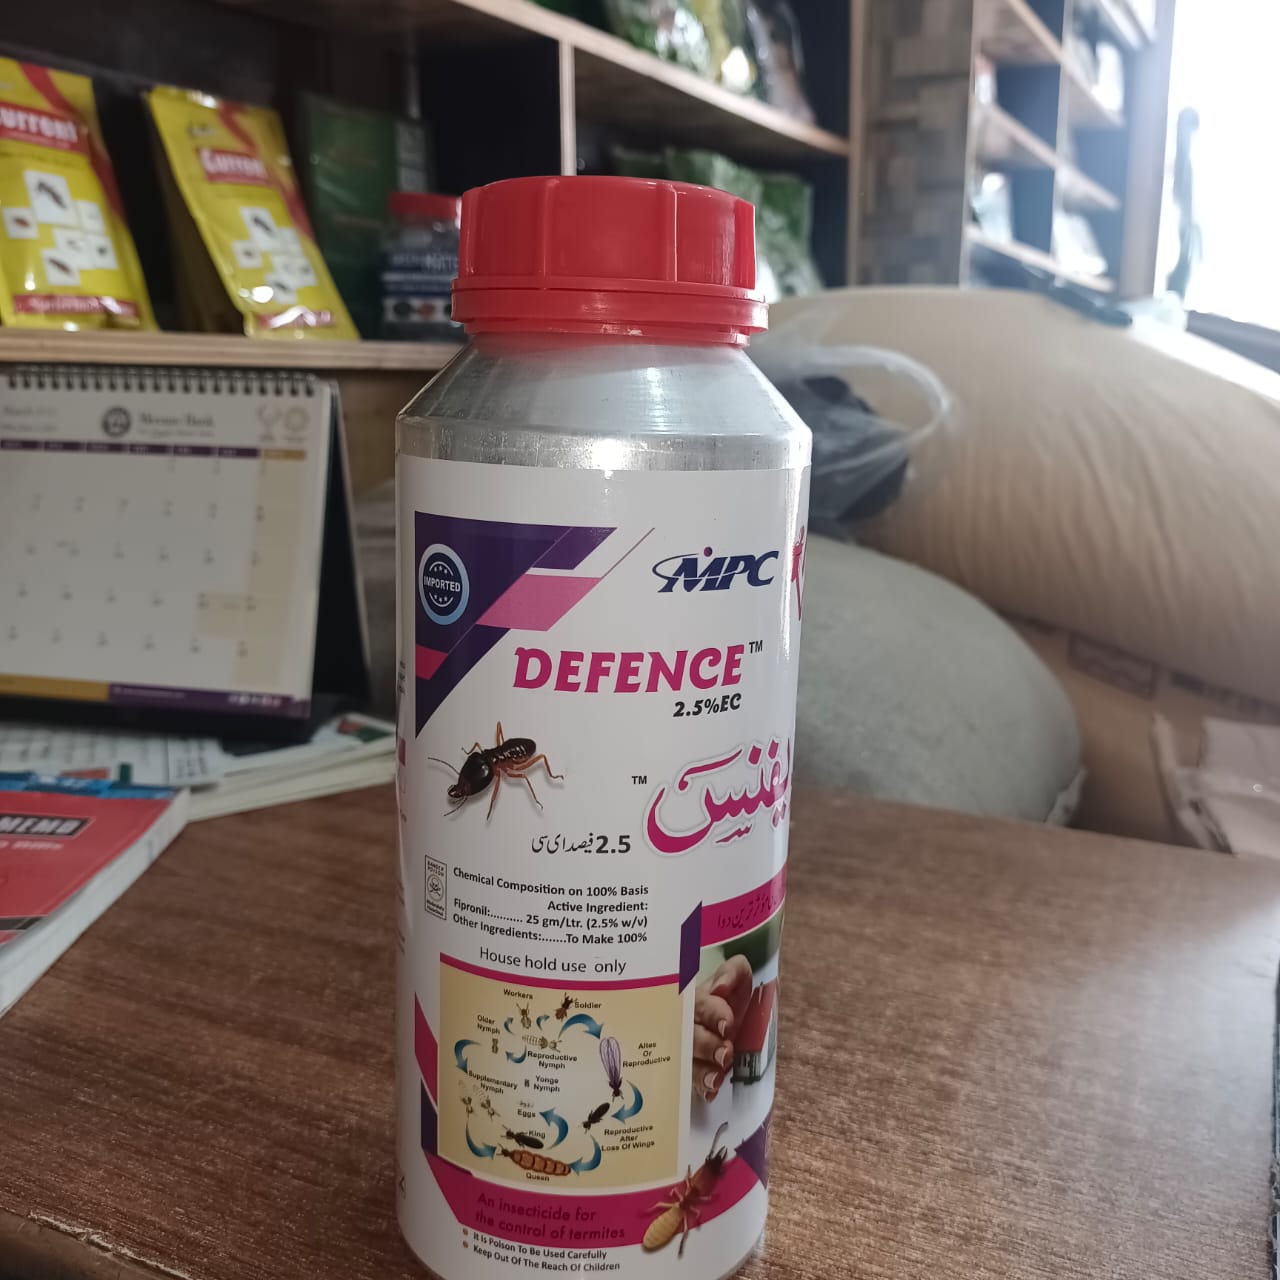 Current
IMPORTED
MPC
DEFENCE™
2.5%EC
™
2.5 فیصد ای سی
Chemical Composition on 100% Basis
Active Ingredient:
Fipronil:.......... 25 gm/Ltr. (2.5% w/v)
Other Ingredients:.......To Make 100%
House hold use only
Workers
Soldier
Older
Nymph
Reproductive
Nymph
Altes
Or
Reproductive
Supplementary
Nymph
Yonge
Nymph
Eggs
King
Reproductive
After
Loss Of Wings
Queen
An insecticide for
the control of termites
It Is Poison To Be Used Carefully
Keep Out Of The Reach Of Children
MEMO